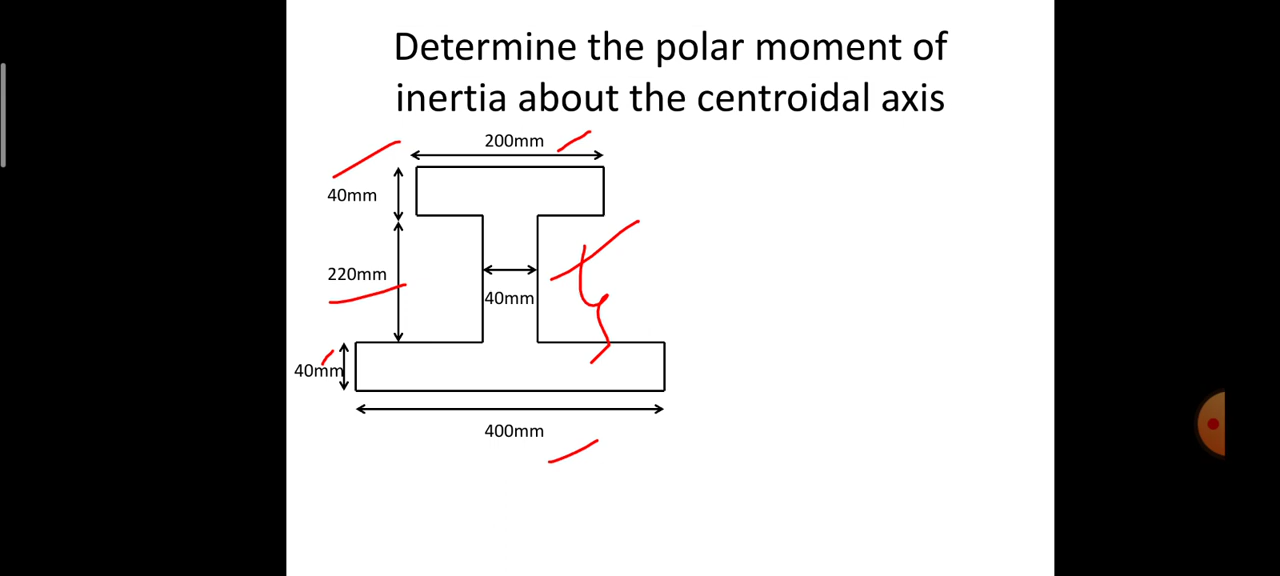 Determine the polar moment of
inertia about the centroidal axis
200mm
40mm
220mm
40mm
40mm
400mm